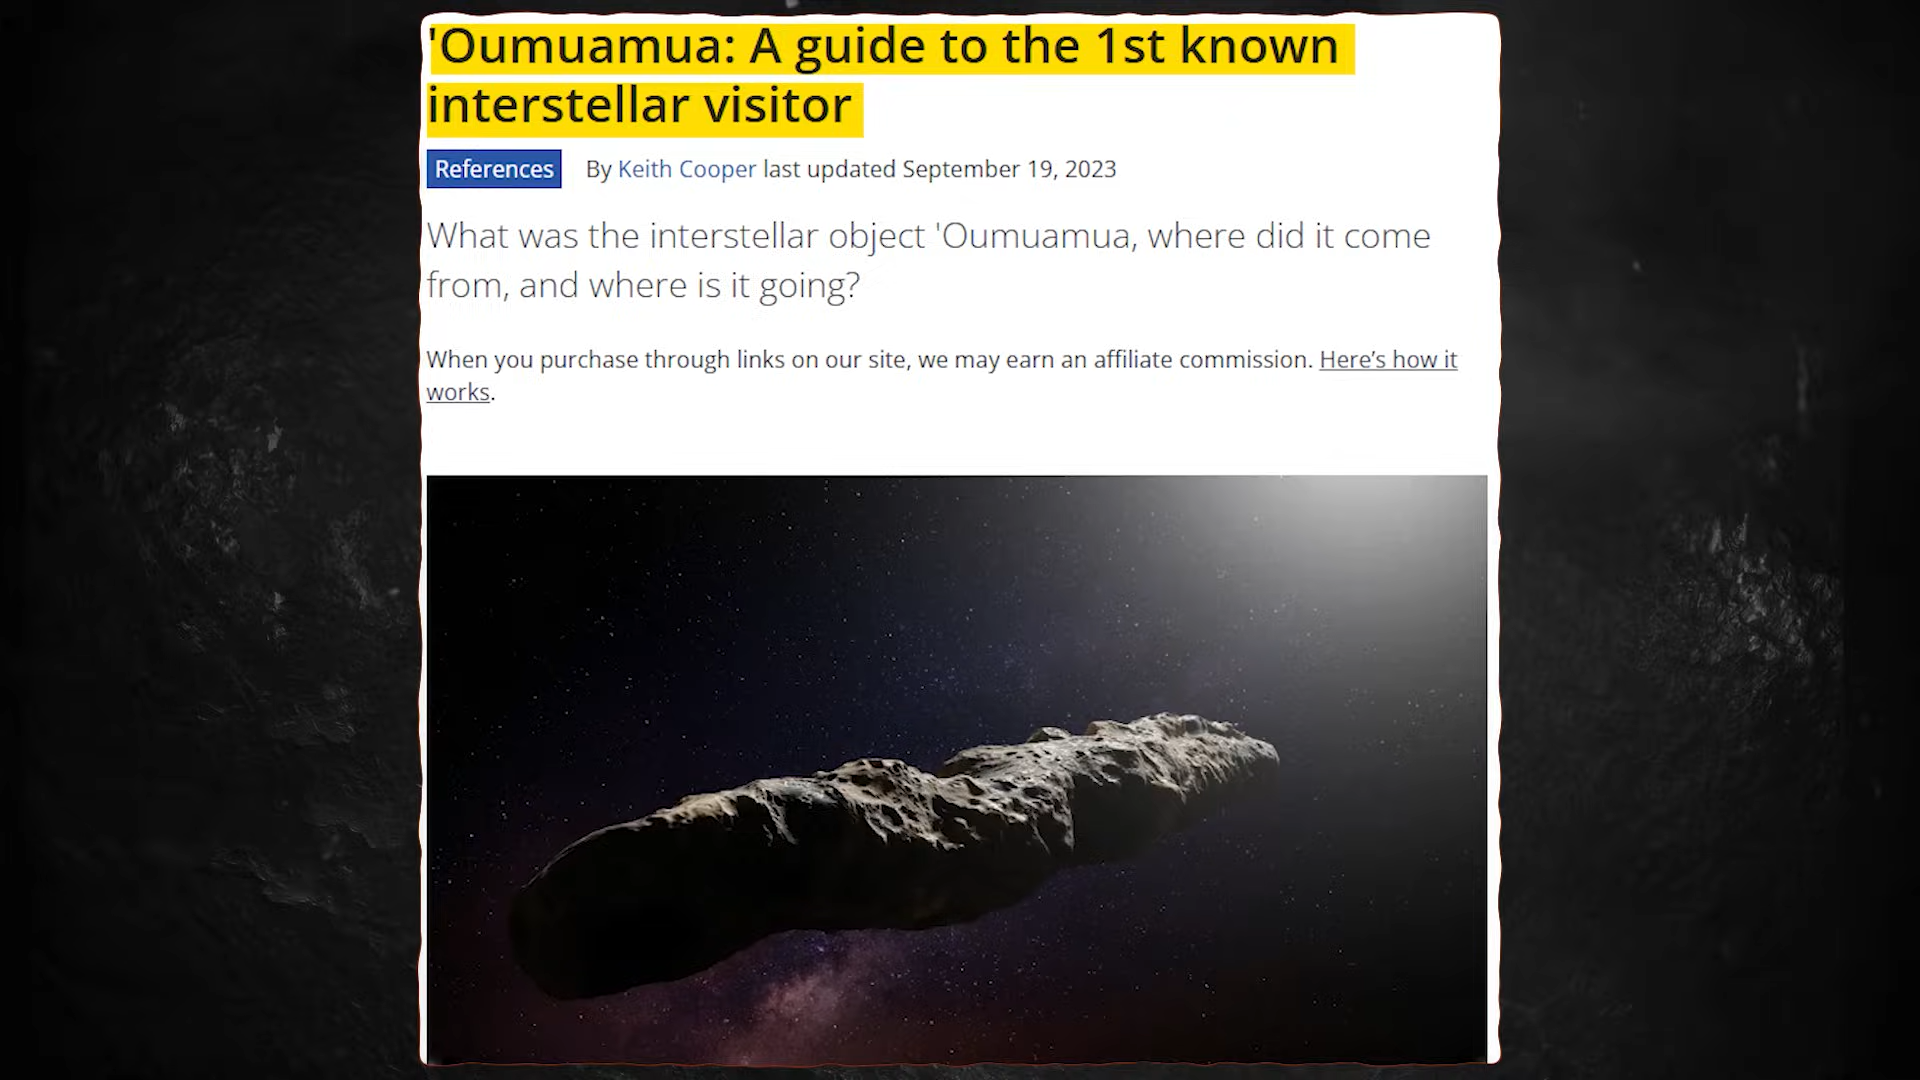 'Oumuamua: A guide to the 1st known
interstellar visitor
References By Keith Cooper last updated September 19, 2023
What was the interstellar object 'Oumuamua, where did it come
from, and where is it going?
When you purchase through links on our site, we may earn an affiliate commission. Here’s how it
works.